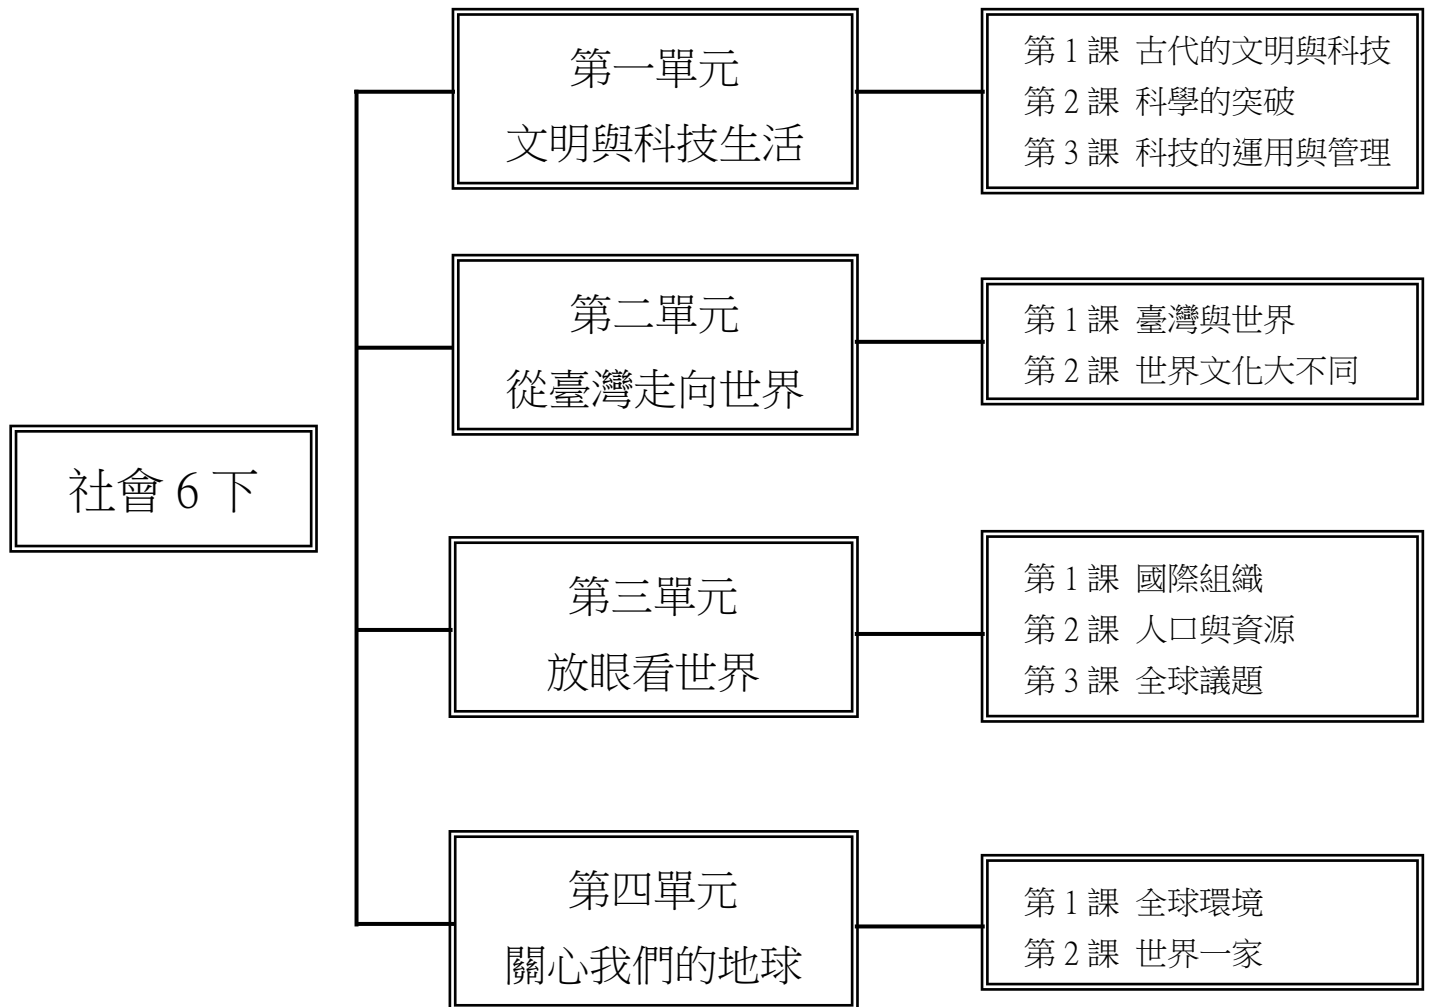 社會 6 下
第一單元
文明與科技生活
第 1 課 古代的文明與科技
第 2 課 科學的突破
第 3 課 科技的運用與管理
第二單元
從臺灣走向世界
第 1 課 臺灣與世界
第 2 課 世界文化大不同
第三單元
放眼看世界
第 1 課 國際組織
第 2 課 人口與資源
第 3 課 全球議題
第四單元
關心我們的地球
第 1 課 全球環境
第 2 課 世界一家